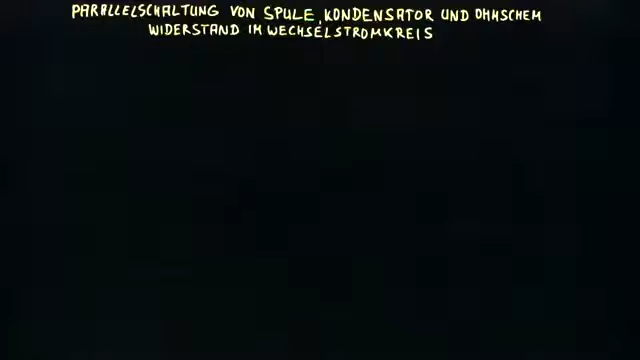 PARALLELSCHALTUNG VON SPULE, KONDENSATOR UND OHMSCHEM
WIDERSTAND IM WECHSELSTROMKREIS